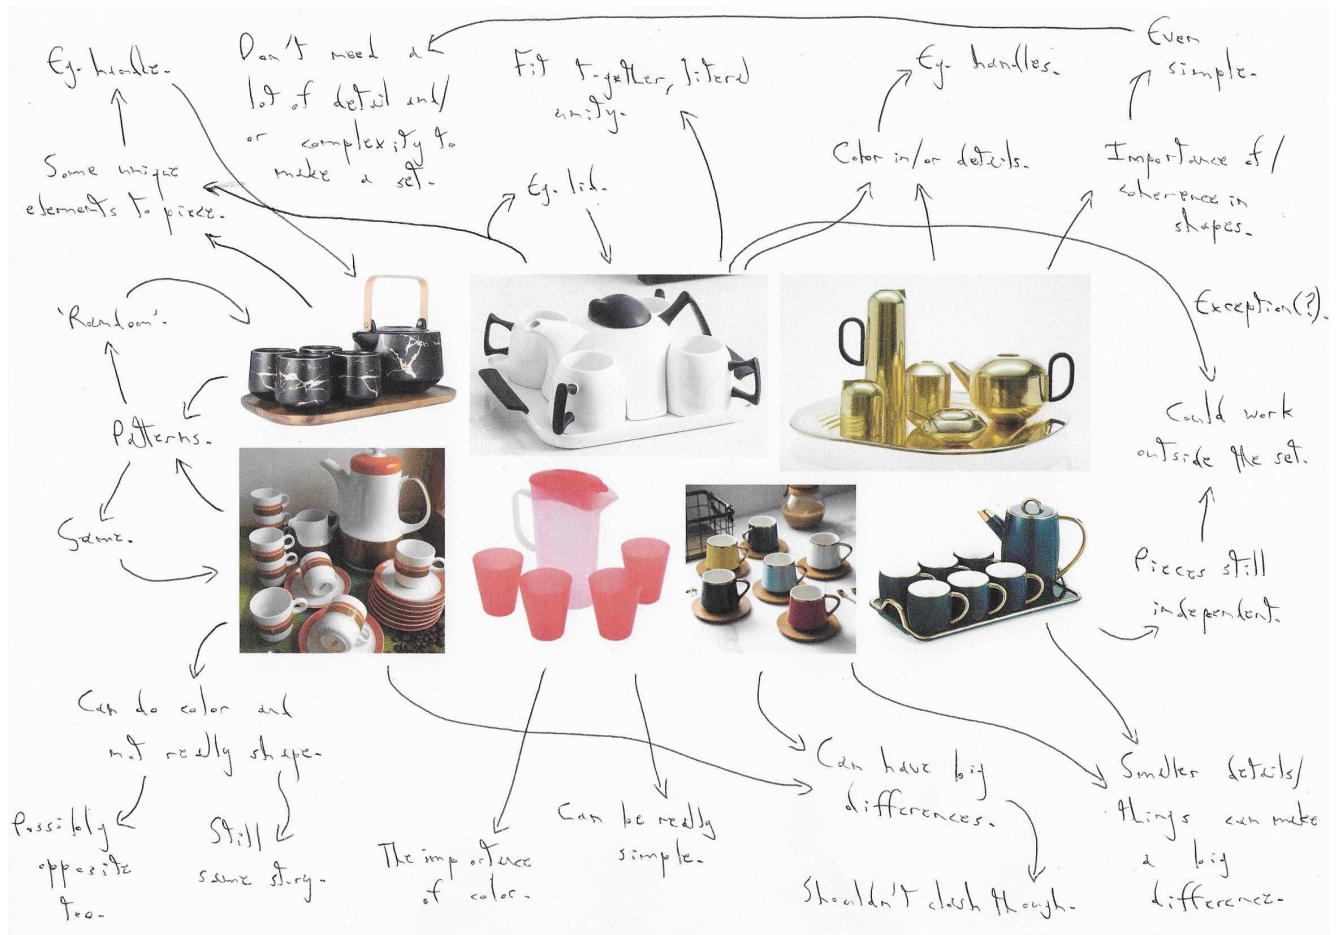 Eg. handle.
Don't need a
lot of detail and/
or complexity to
make a set.
Fit together, literal
unity.
Eg. handles.
Even
simple.
Some unique
elements to piece.
Eg. lid.
Color in/or details.
Importance of/
coherence in
shapes.
'Random'.
Exception(?).
Patterns.
Could work
outside the set.
Same.
Pieces still
independent.
Can do color and
not really shape.
Can have big
differences.
Smaller details/
things can make
a big
difference.
Possibly
opposite
too.
Still
same story.
The importance
of color.
Can be really
simple.
Shouldn't clash though.